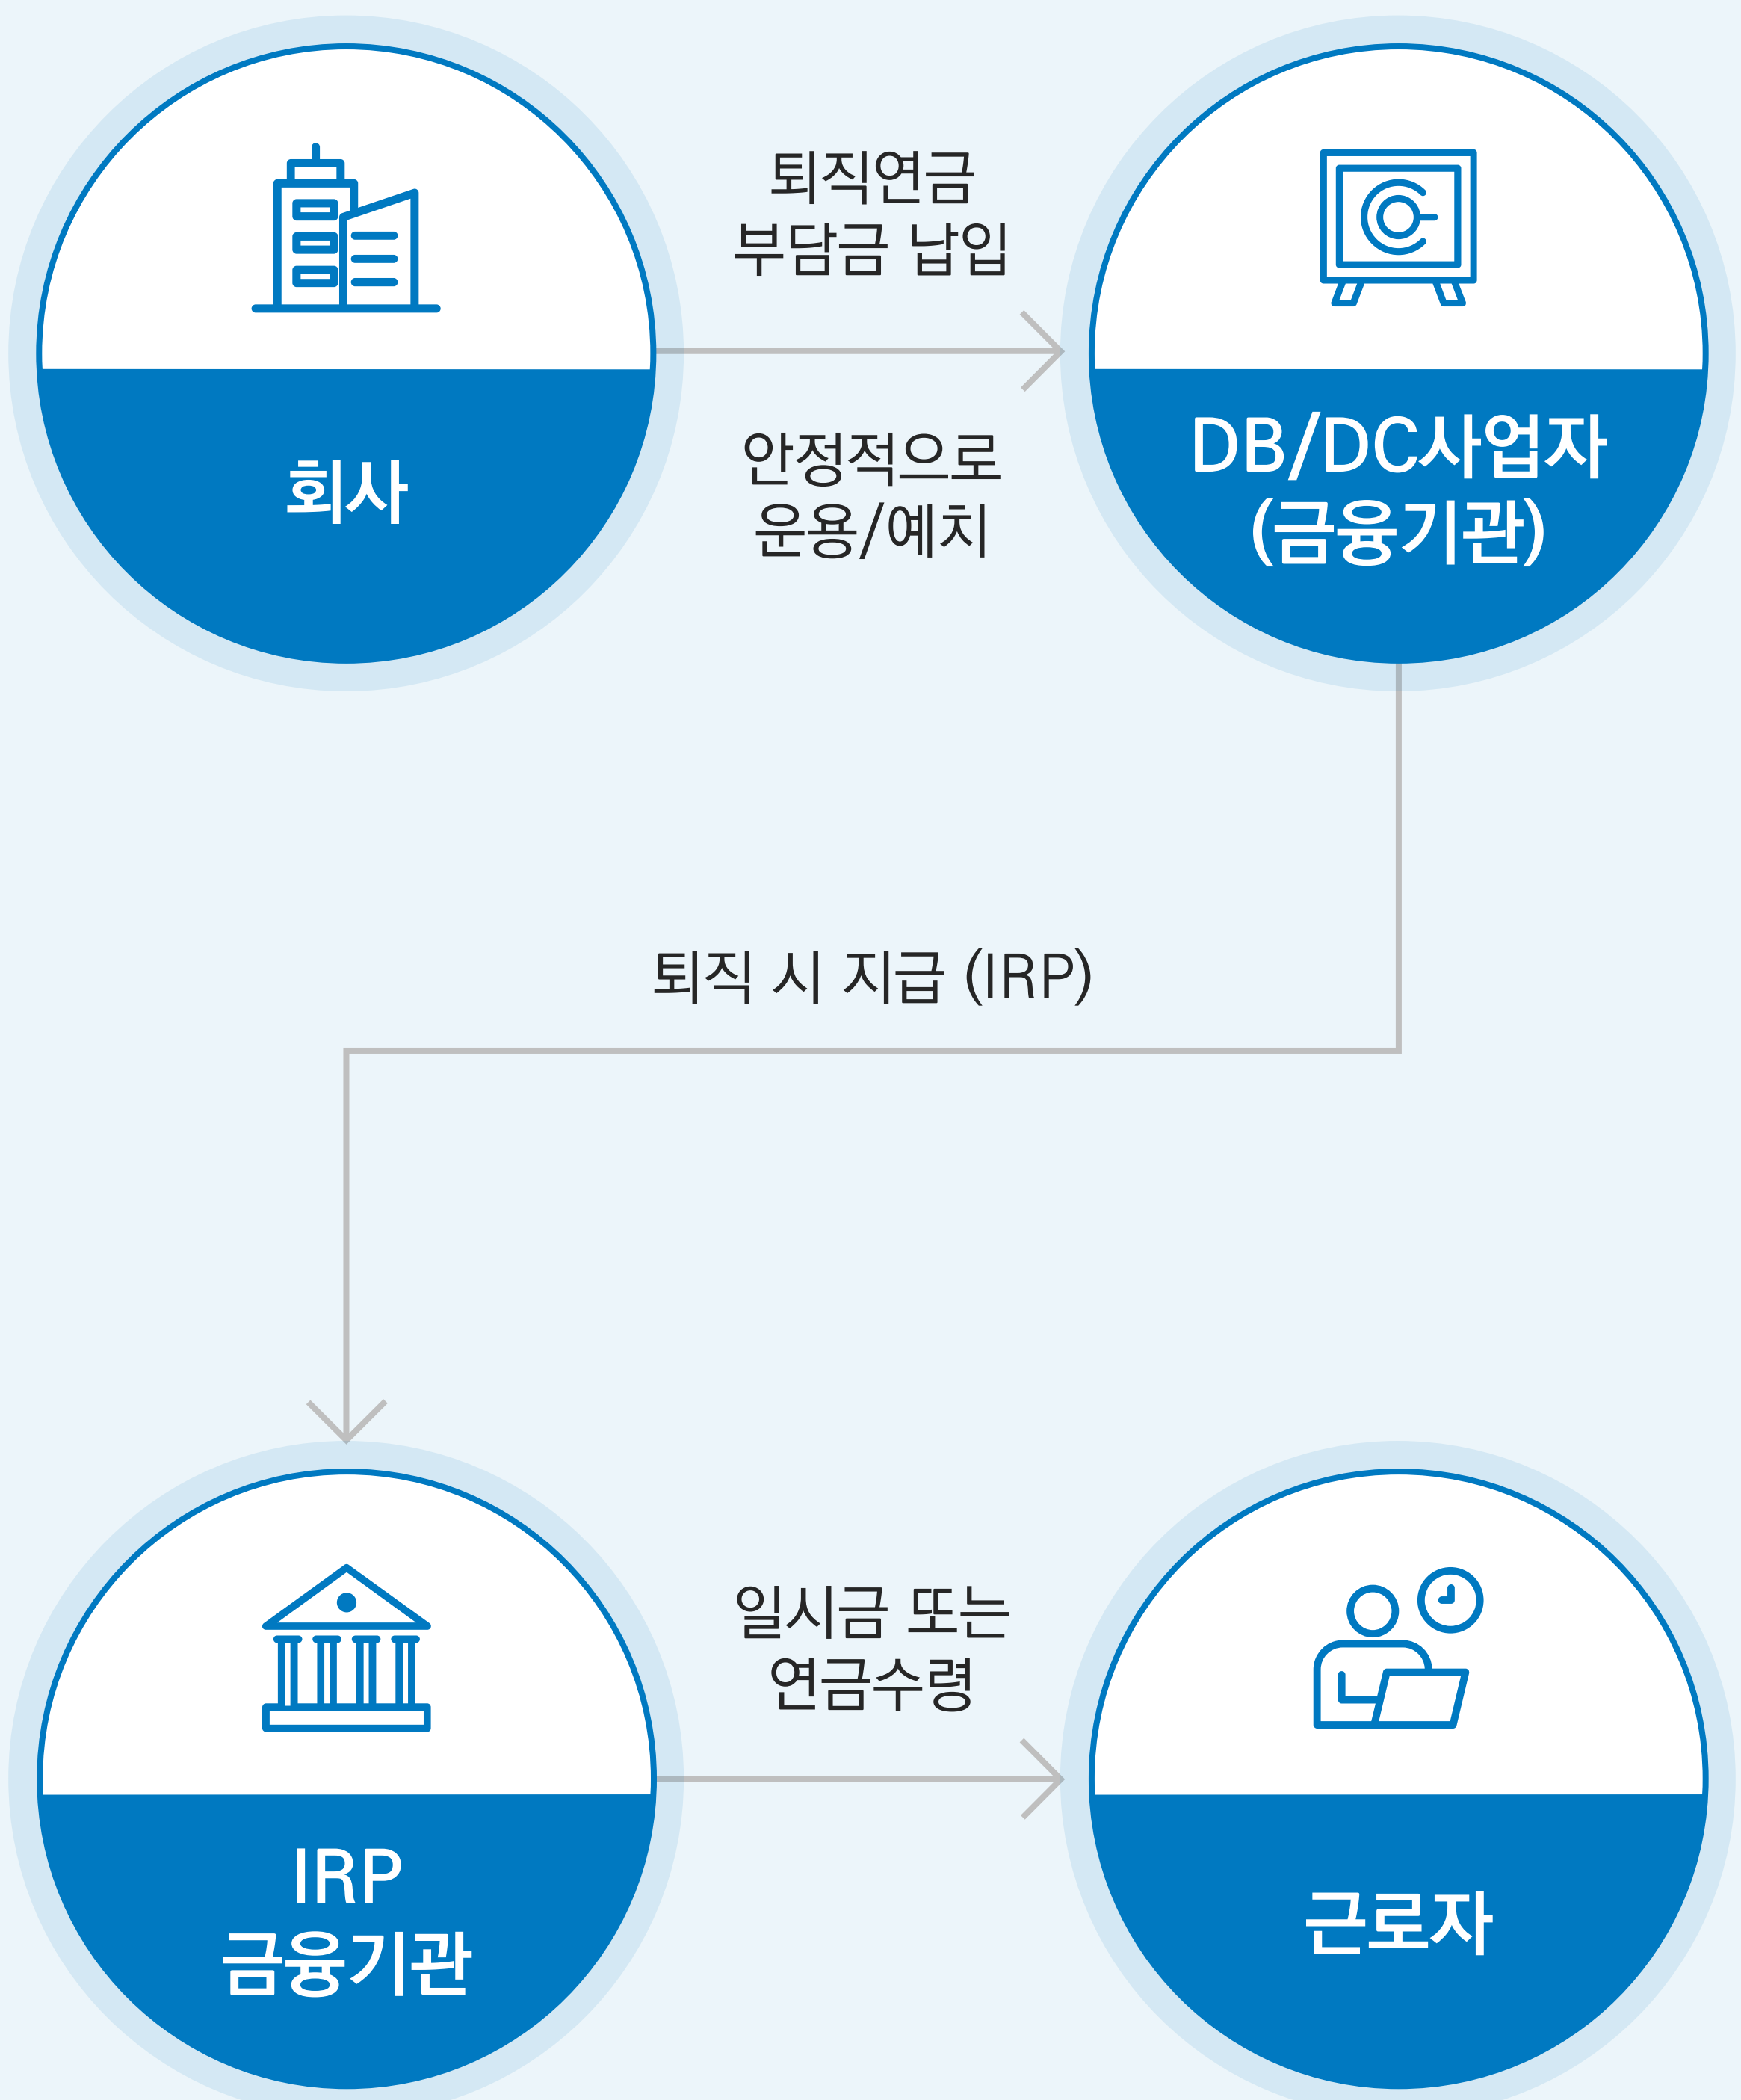 회사
퇴직연금
부담금 납입
안정적으로
운용/예치
DB/DC사업자
(금융기관)
퇴직 시 지급 (IRP)
IRP
금융기관
일시금 또는
연금수령
근로자